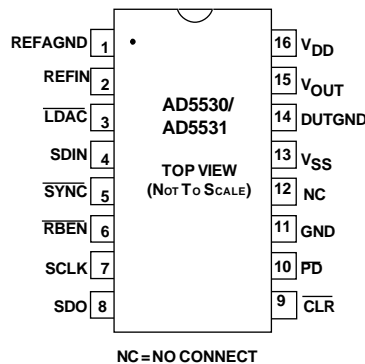 REFAGND 1 16 VDD
REFIN 2 15 VOUT
LDAC 3 AD5530/ 14 DUTGND
AD5531
SDIN 4 TOP VIEW 13 VSS
SYNC 5 (NOT TO SCALE) 12 NC
RBEN 6 11 GND
SCLK 7 10 PD
SDO 8 9 CLR
NC = NO CONNECT